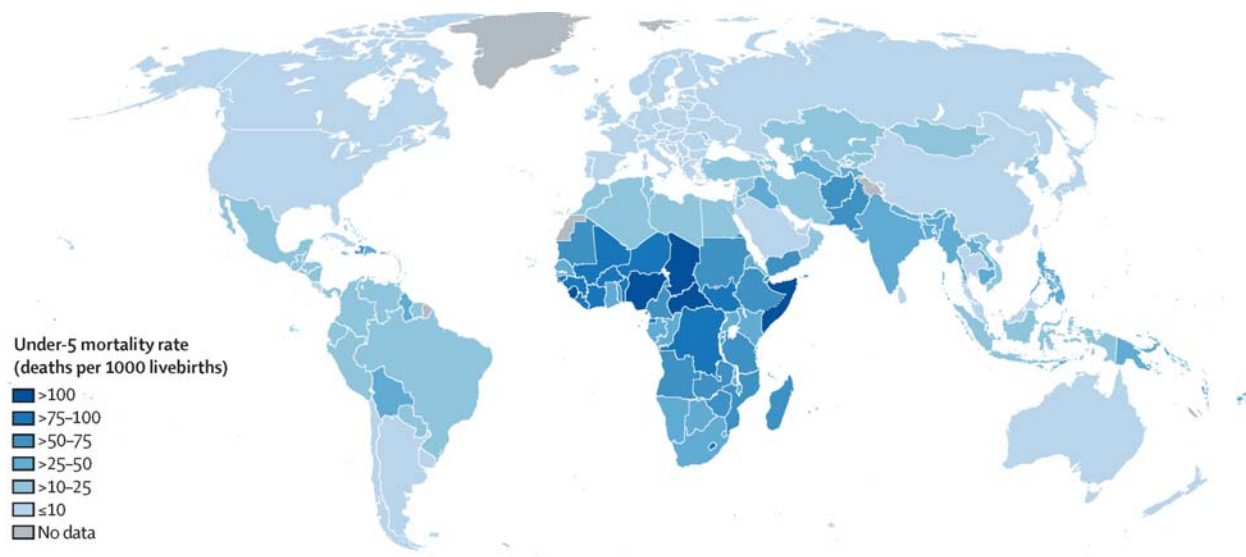 Under-5 mortality rate
(deaths per 1000 livebirths)
>100
>75–100
>50–75
>25–50
>10–25
≤10
No data